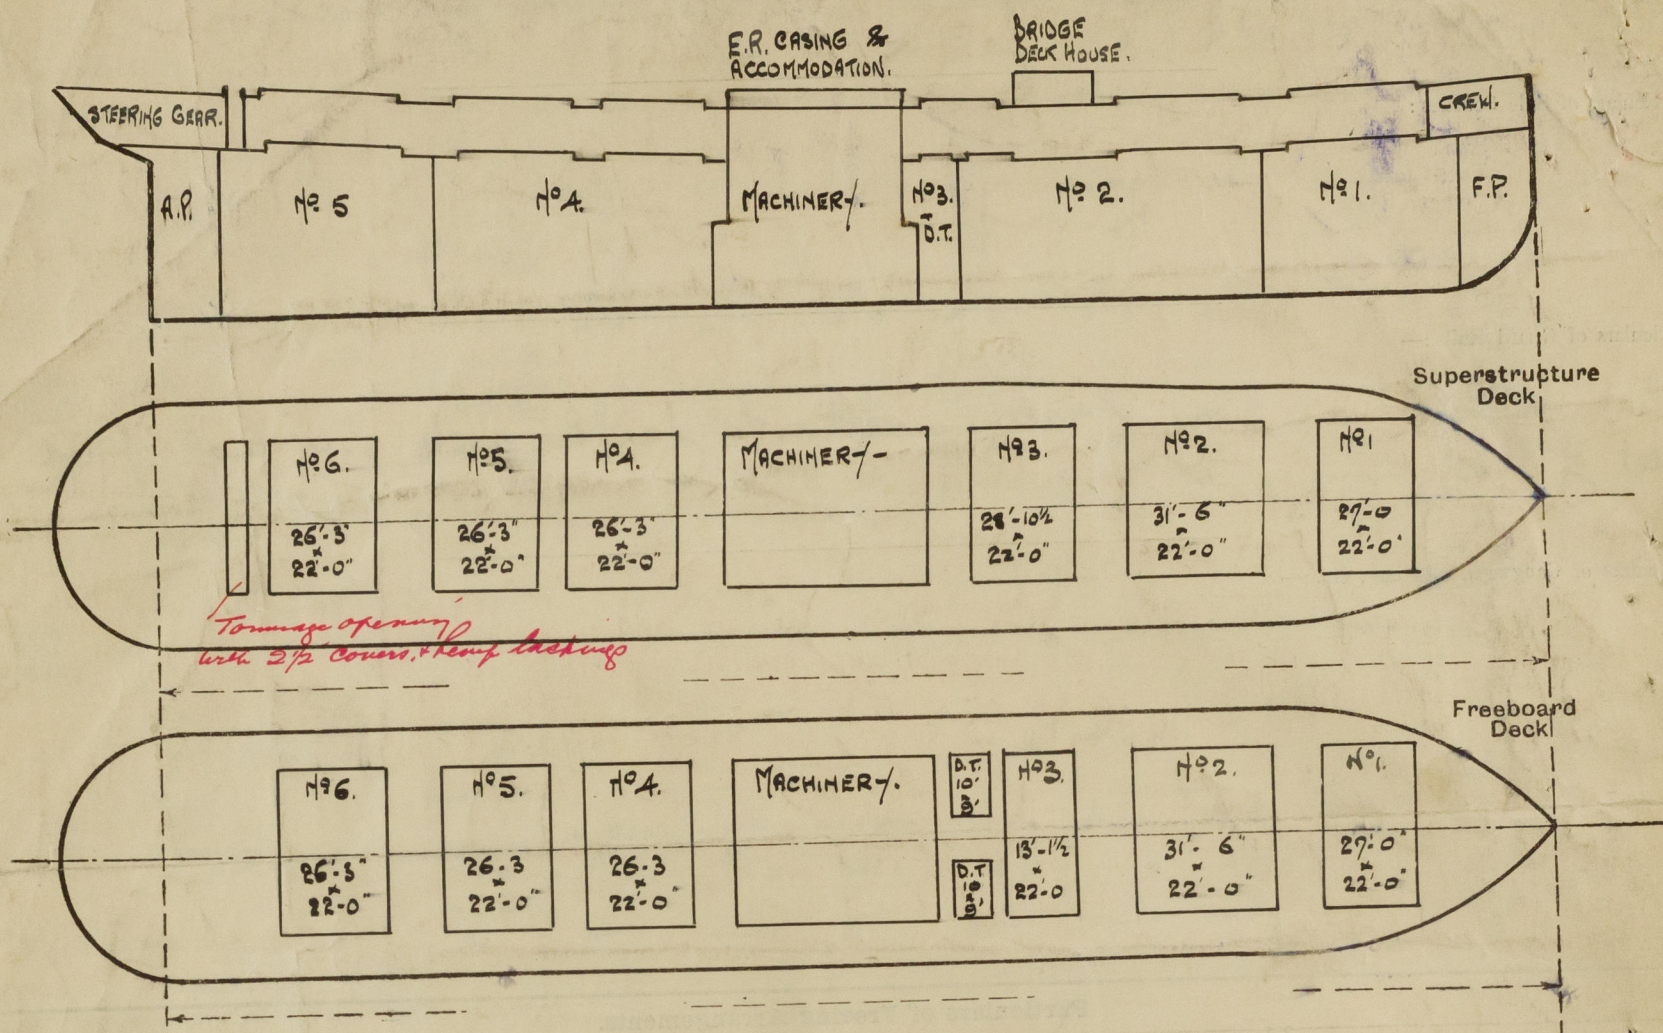 E.R. CASING &
ACCOMMODATION.
BRIDGE
DECK HOUSE.
STEERING GEAR.
CREW.
A.P.
Nº 5
Nº 4.
MACHINERY.
Nº 3.
D.T.
Nº 2.
Nº 1.
F.P.
Superstructure
Deck
Nº 6.
26'-3"
x
22'-0"
Nº 5.
26'-3"
x
22'-0"
Nº 4.
26'-3"
x
22'-0"
MACHINERY-
Nº 3.
28'-10½
x
22'-0"
Nº 2.
31'-6"
x
22'-0"
Nº 1
27'-0
x
22'-0"
Tonnage opening
with 2½" covers & hemp lashings
Freeboard
Deck
Nº 6.
26'-3"
x
22-0"
Nº 5.
26-3
x
22'-0"
Nº 4.
26-3
x
22'-0"
MACHINERY.
D.T.
10'
x
9'
D.T
10
x
9'
Nº 3.
13'-1½
x
22'-0
Nº 2.
31'-6"
x
22'-0"
Nº 1.
27'-0"
x
22'-0"